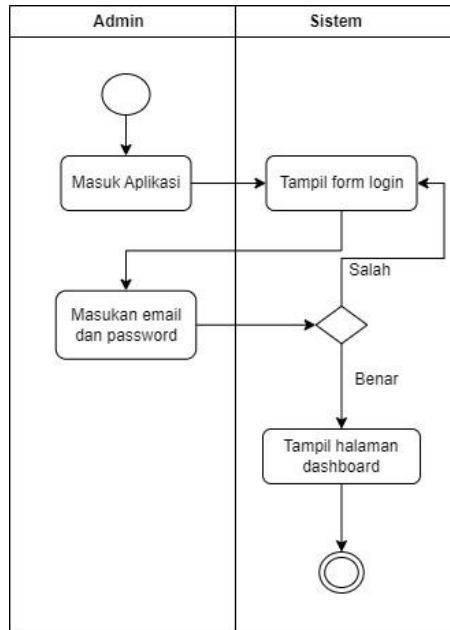 Admin
Sistem
Masuk Aplikasi
Tampil form login
Salah
Masukan email
dan password
Benar
Tampil halaman
dashboard